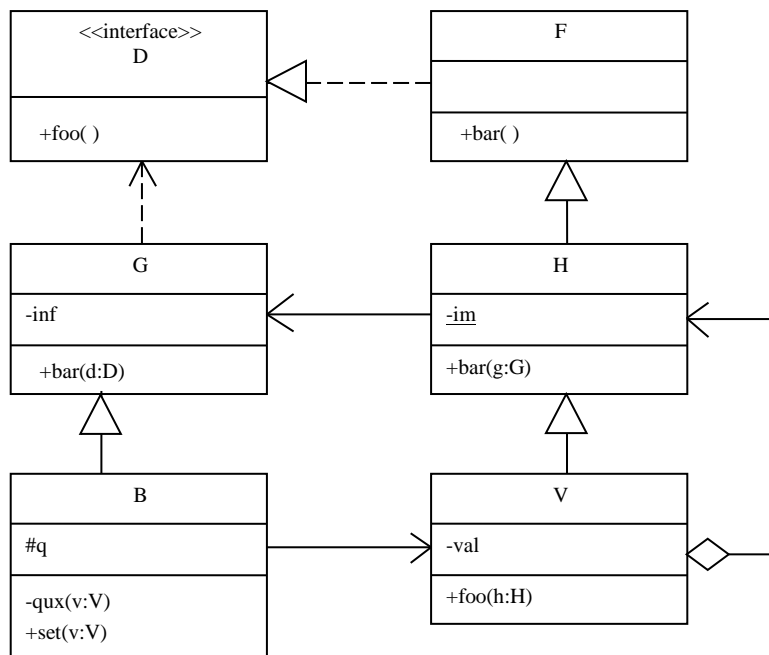 <<interface>>
D
+foo( )
F
+bar( )
G
-inf
+bar(d:D)
H
-im
+bar(g:G)
B
#q
-qux(v:V)
+set(v:V)
V
-val
+foo(h:H)